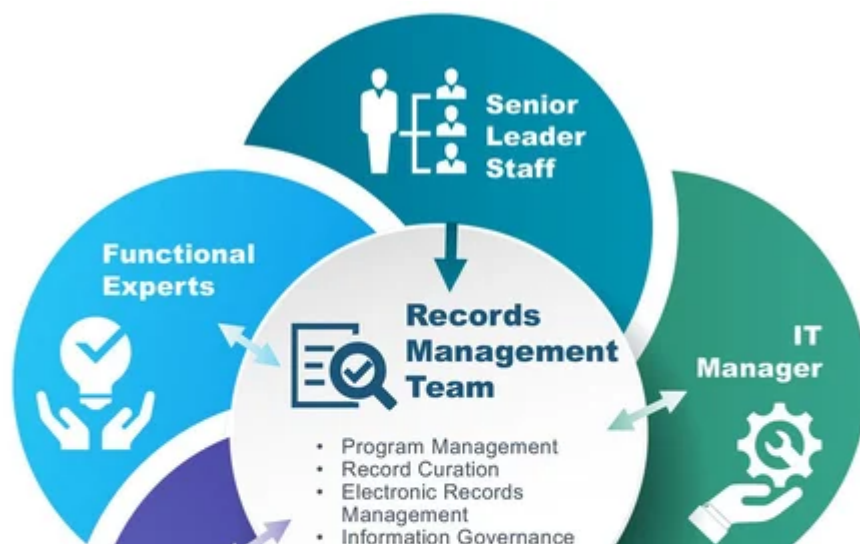 Senior
Leader
Staff
Functional
Experts
IT
Manager
Records
Management
Team
• Program Management
• Record Curation
• Electronic Records
Management
• Information Governance